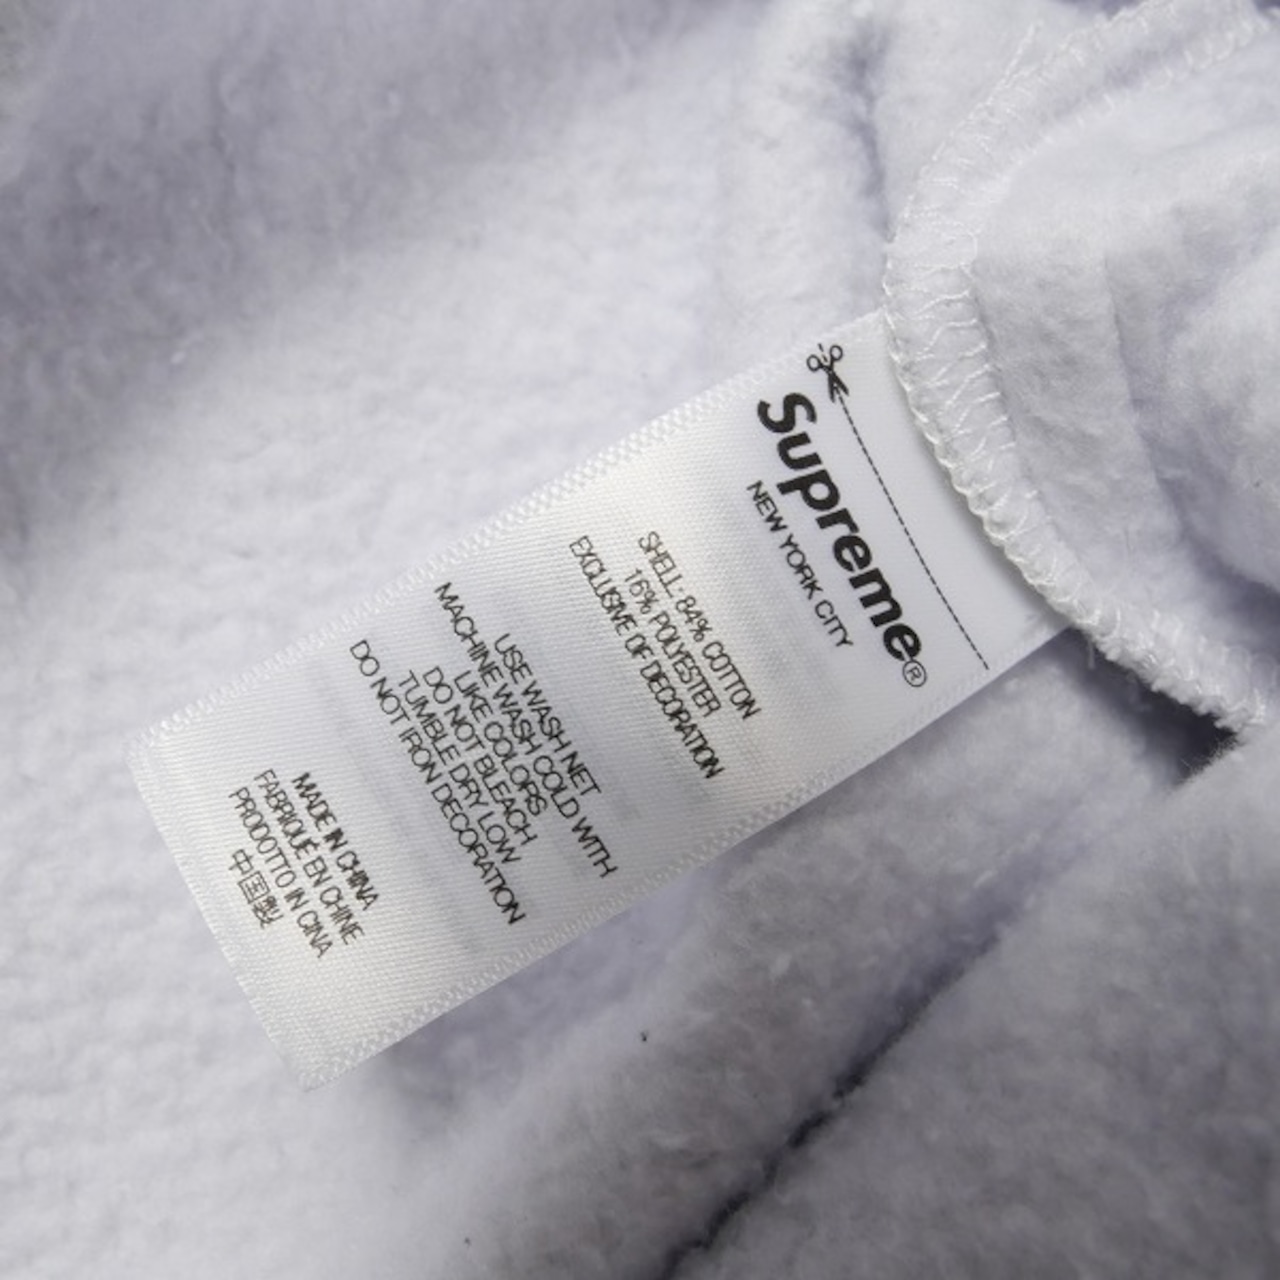 Supreme®
NEW YORK CITY
SHELL: 84% COTTON
16% POLYESTER
EXCLUSIVE OF DECORATION
USE WASH NET
MACHINE WASH COLD WITH
LIKE COLORS
DO NOT BLEACH
TUMBLE DRY LOW
DO NOT IRON DECORATION
MADE IN CHINA
FABRIQUÉ EN CHINE
PRODOTTO IN CINA
中国製